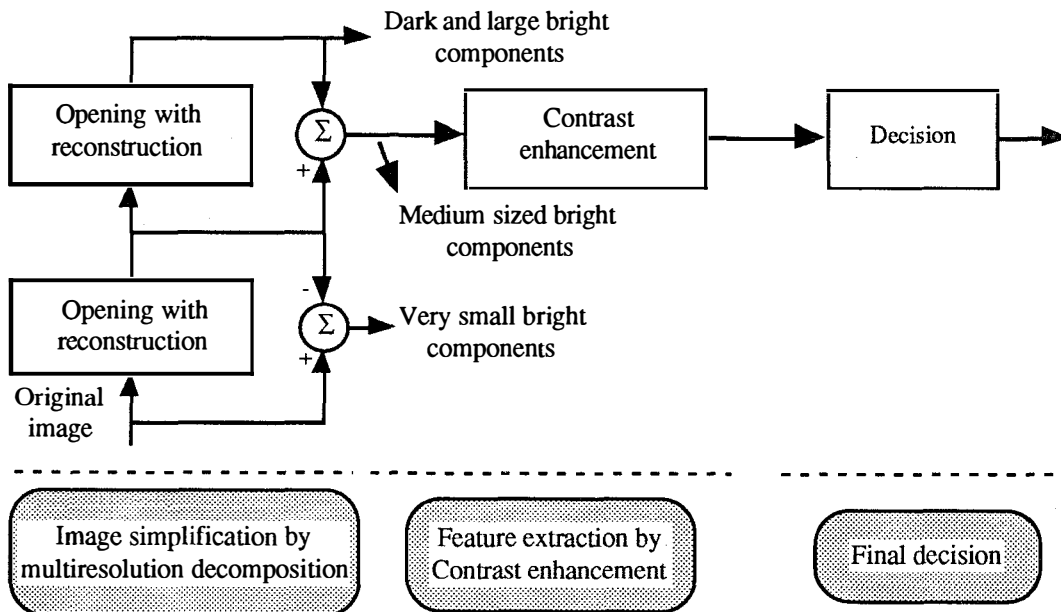 Dark and large bright
components
Opening with
reconstruction
-
Σ
+
Contrast
enhancement
Decision
Medium sized bright
components
Opening with
reconstruction
-
Σ
+
Very small bright
components
Original
image
Image simplification by
multiresolution decomposition
Feature extraction by
Contrast enhancement
Final decision